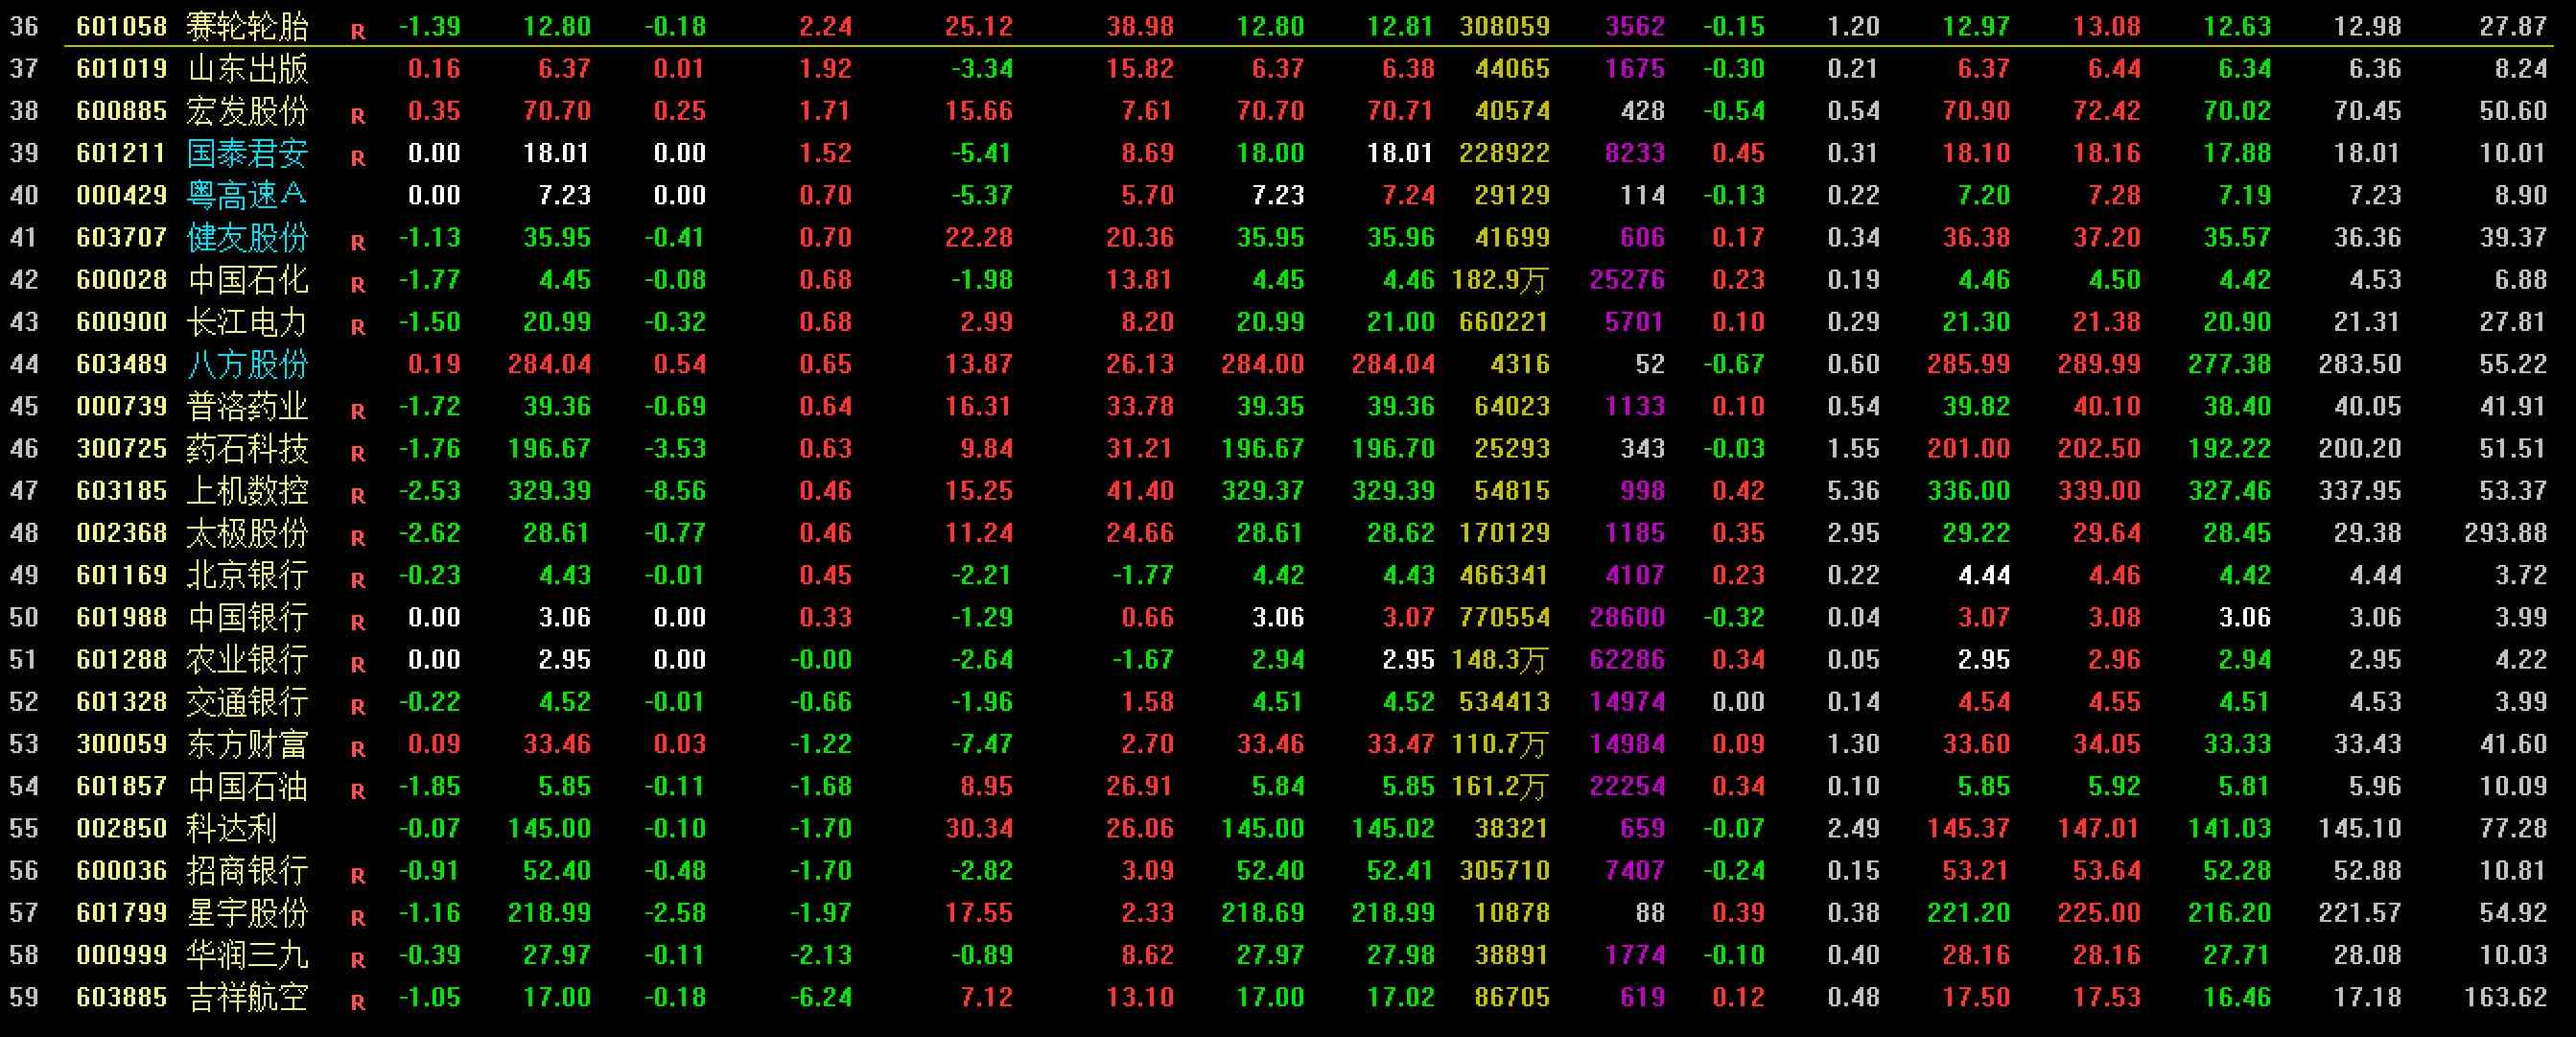 36 601058 赛轮轮胎 R -1.39 12.80 -0.18 2.24 25.12 38.98 12.80 12.81 308059 3562 -0.15 1.20 12.97 13.08 12.63 12.98 27.87
37 601019 山东出版 0.16 6.37 0.01 1.92 -3.34 15.82 6.37 6.38 44065 1675 -0.30 0.21 6.37 6.44 6.34 6.36 8.24
38 600885 宏发股份 R 0.35 70.70 0.25 1.71 15.66 7.61 70.70 70.71 40574 428 -0.54 0.54 70.90 72.42 70.02 70.45 50.60
39 601211 国泰君安 R 0.00 18.01 0.00 1.52 -5.41 8.69 18.00 18.01 228922 8233 0.45 0.31 18.10 18.16 17.88 18.01 10.01
40 000429 粤高速A 0.00 7.23 0.00 0.70 -5.37 5.70 7.23 7.24 29129 114 -0.13 0.22 7.20 7.28 7.19 7.23 8.90
41 603707 健友股份 R -1.13 35.95 -0.41 0.70 22.28 20.36 35.95 35.96 41699 606 0.17 0.34 36.38 37.20 35.57 36.36 39.37
42 600028 中国石化 R -1.77 4.45 -0.08 0.68 -1.98 13.81 4.45 4.46 182.9万 25276 0.23 0.19 4.46 4.50 4.42 4.53 6.88
43 600900 长江电力 R -1.50 20.99 -0.32 0.68 2.99 8.20 20.99 21.00 660221 5701 0.10 0.29 21.30 21.38 20.90 21.31 27.81
44 603489 八方股份 0.19 284.04 0.54 0.65 13.87 26.13 284.00 284.04 4316 52 -0.67 0.60 285.99 289.99 277.38 283.50 55.22
45 000739 普洛药业 R -1.72 39.36 -0.69 0.64 16.31 33.78 39.35 39.36 64023 1133 0.10 0.54 39.82 40.10 38.40 40.05 41.91
46 300725 药石科技 R -1.76 196.67 -3.53 0.63 9.84 31.21 196.67 196.70 25293 343 -0.03 1.55 201.00 202.50 192.22 200.20 51.51
47 603185 上机数控 R -2.53 329.39 -8.56 0.46 15.25 41.40 329.37 329.39 54815 998 0.42 5.36 336.00 339.00 327.46 337.95 53.37
48 002368 太极股份 R -2.62 28.61 -0.77 0.46 11.24 24.66 28.61 28.62 170129 1185 0.35 2.95 29.22 29.64 28.45 29.38 293.88
49 601169 北京银行 R -0.23 4.43 -0.01 0.45 -2.21 -1.77 4.42 4.43 466341 4107 0.23 0.22 4.44 4.46 4.42 4.44 3.72
50 601988 中国银行 R 0.00 3.06 0.00 0.33 -1.29 0.66 3.06 3.07 770554 28600 -0.32 0.04 3.07 3.08 3.06 3.06 3.99
51 601288 农业银行 R 0.00 2.95 0.00 -0.00 -2.64 -1.67 2.94 2.95 148.3万 62286 0.34 0.05 2.95 2.96 2.94 2.95 4.22
52 601328 交通银行 R -0.22 4.52 -0.01 -0.66 -1.96 1.58 4.51 4.52 534413 14974 0.00 0.14 4.54 4.55 4.51 4.53 3.99
53 300059 东方财富 R 0.09 33.46 0.03 -1.22 -7.47 2.70 33.46 33.47 110.7万 14984 0.09 1.30 33.60 34.05 33.33 33.43 41.60
54 601857 中国石油 R -1.85 5.85 -0.11 -1.68 8.95 26.91 5.84 5.85 161.2万 22254 0.34 0.10 5.85 5.92 5.81 5.96 10.09
55 002850 科达利 -0.07 145.00 -0.10 -1.70 30.34 26.06 145.00 145.02 38321 659 -0.07 2.49 145.37 147.01 141.03 145.10 77.28
56 600036 招商银行 R -0.91 52.40 -0.48 -1.70 -2.82 3.09 52.40 52.41 305710 7407 -0.24 0.15 53.21 53.64 52.28 52.88 10.81
57 601799 星宇股份 R -1.16 218.99 -2.58 -1.97 17.55 2.33 218.69 218.99 10878 88 0.39 0.38 221.20 225.00 216.20 221.57 54.92
58 000999 华润三九 R -0.39 27.97 -0.11 -2.13 -0.89 8.62 27.97 27.98 38891 1774 -0.10 0.40 28.16 28.16 27.71 28.08 10.03
59 603885 吉祥航空 R -1.05 17.00 -0.18 -6.24 7.12 13.10 17.00 17.02 86705 619 0.12 0.48 17.50 17.53 16.46 17.18 163.62